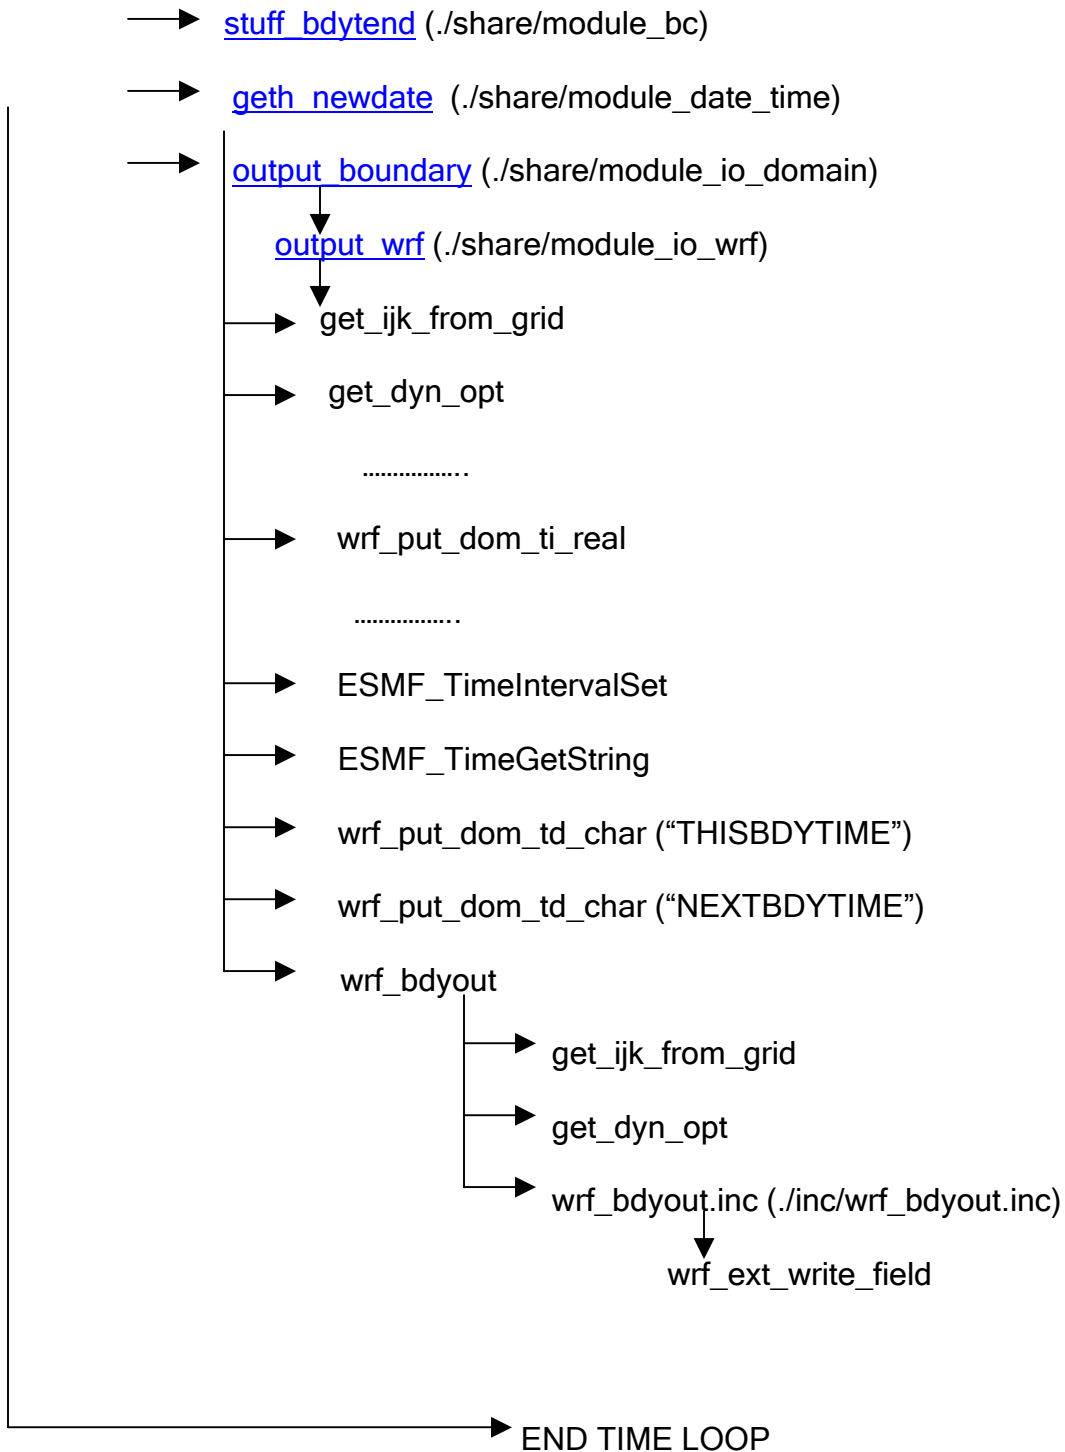 stuff_bdytend (./share/module_bc)
geth_newdate (./share/module_date_time)
output_boundary (./share/module_io_domain)
output_wrf (./share/module_io_wrf)
get_ijk_from_grid
get_dyn_opt
……………..
wrf_put_dom_ti_real
……………..
ESMF_TimeIntervalSet
ESMF_TimeGetString
wrf_put_dom_td_char (“THISBDYTIME”)
wrf_put_dom_td_char (“NEXTBDYTIME”)
wrf_bdyout
get_ijk_from_grid
get_dyn_opt
wrf_bdyout.inc (./inc/wrf_bdyout.inc)
wrf_ext_write_field
END TIME LOOP